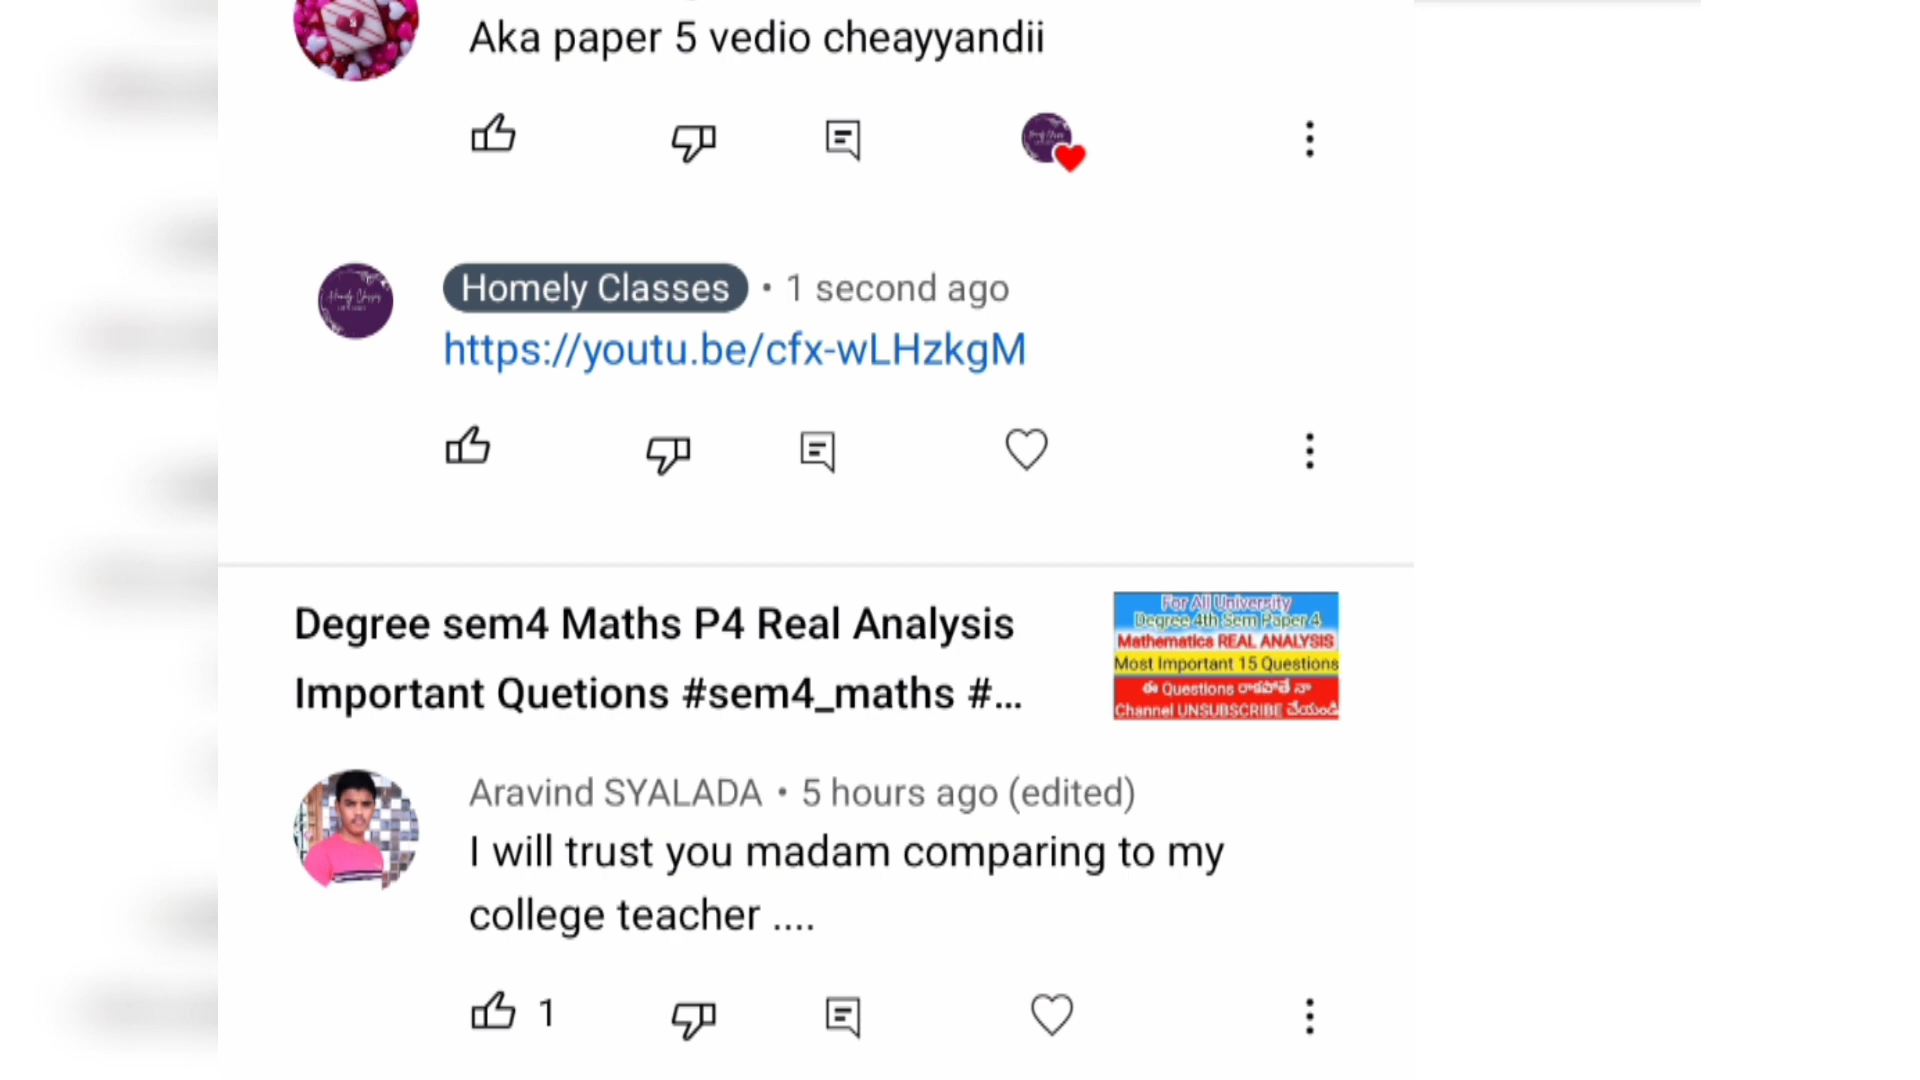 Aka paper 5 vedio cheayyandii
Homely Classes • 1 second ago
https://youtu.be/cfx-wLHzkgM
Degree sem4 Maths P4 Real Analysis
Important Quetions #sem4_maths #...
For All University
Degree 4th Sem Paper 4
Mathematics REAL ANALYSIS
Most Important 15 Questions
ఈ Questions రాకపోతే నా
Channel UNSUBSCRIBE చేయండి
Aravind SYALADA • 5 hours ago (edited)
I will trust you madam comparing to my
college teacher ....
1